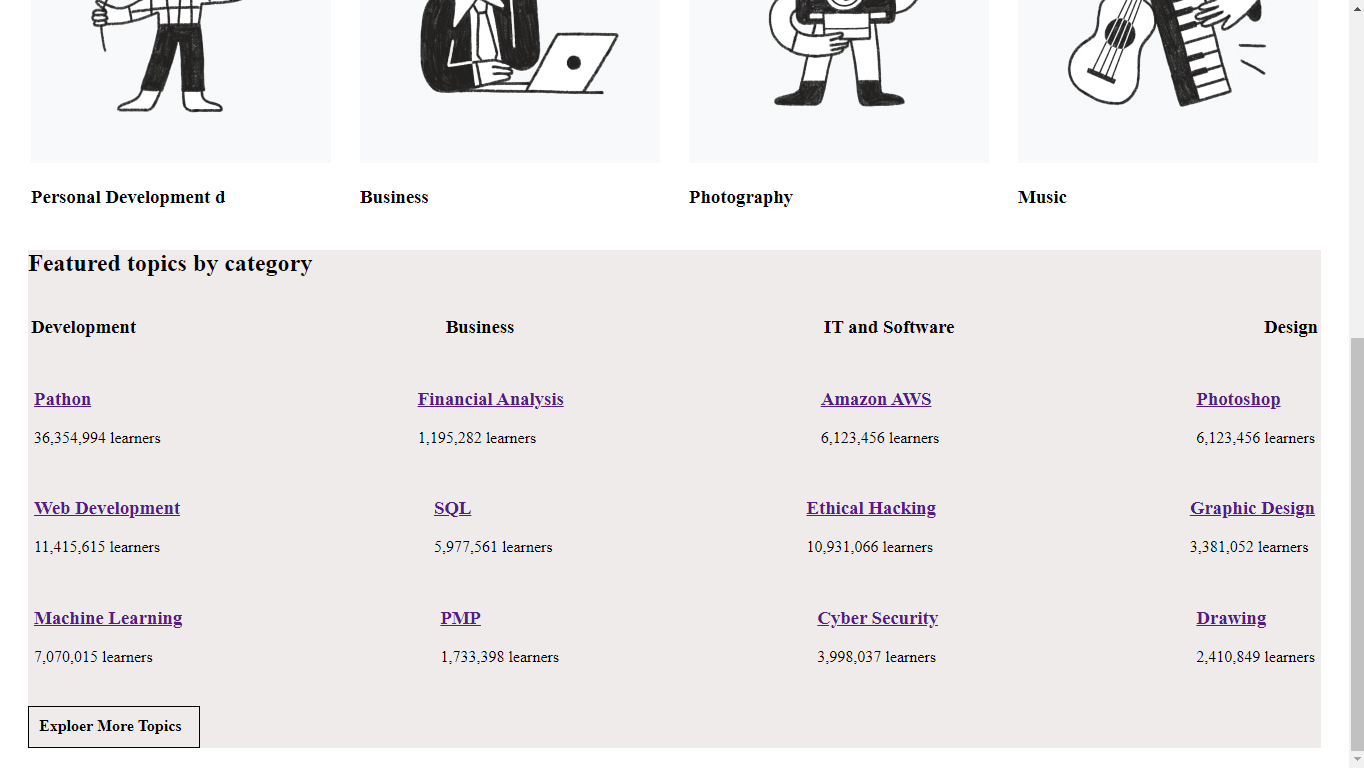 Personal Development d Business Photography Music
Featured topics by category
Development Business IT and Software Design
Pathon Financial Analysis Amazon AWS Photoshop
36,354,994 learners 1,195,282 learners 6,123,456 learners 6,123,456 learners
Web Development SQL Ethical Hacking Graphic Design
11,415,615 learners 5,977,561 learners 10,931,066 learners 3,381,052 learners
Machine Learning PMP Cyber Security Drawing
7,070,015 learners 1,733,398 learners 3,998,037 learners 2,410,849 learners
Exploer More Topics